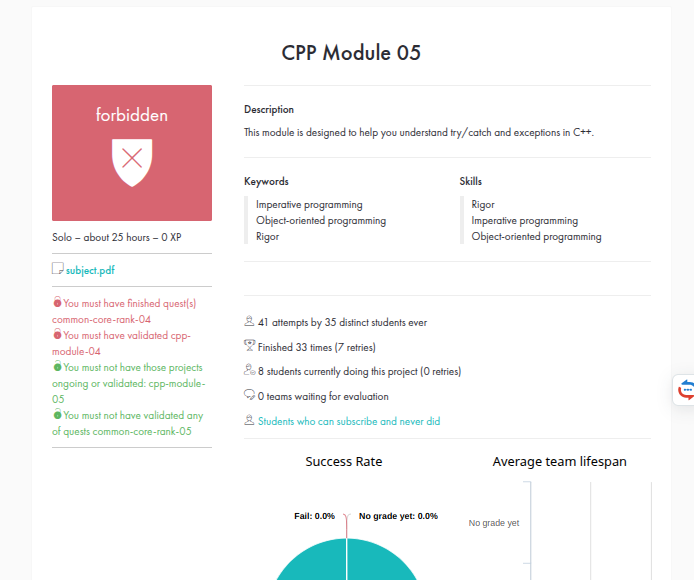 CPP Module 05
forbidden
Solo – about 25 hours – 0 XP
subject.pdf
You must have finished quest(s)
common-core-rank-04
You must have validated cpp-
module-04
You must not have those projects
ongoing or validated: cpp-module-
05
You must not have validated any
of quests common-core-rank-05
Description
This module is designed to help you understand try/catch and exceptions in C++.
Keywords
Imperative programming
Object-oriented programming
Rigor
Skills
Rigor
Imperative programming
Object-oriented programming
41 attempts by 35 distinct students ever
Finished 33 times (7 retries)
8 students currently doing this project (0 retries)
0 teams waiting for evaluation
Students who can subscribe and never did
Success Rate
Fail: 0.0%
No grade yet: 0.0%
Average team lifespan
No grade yet